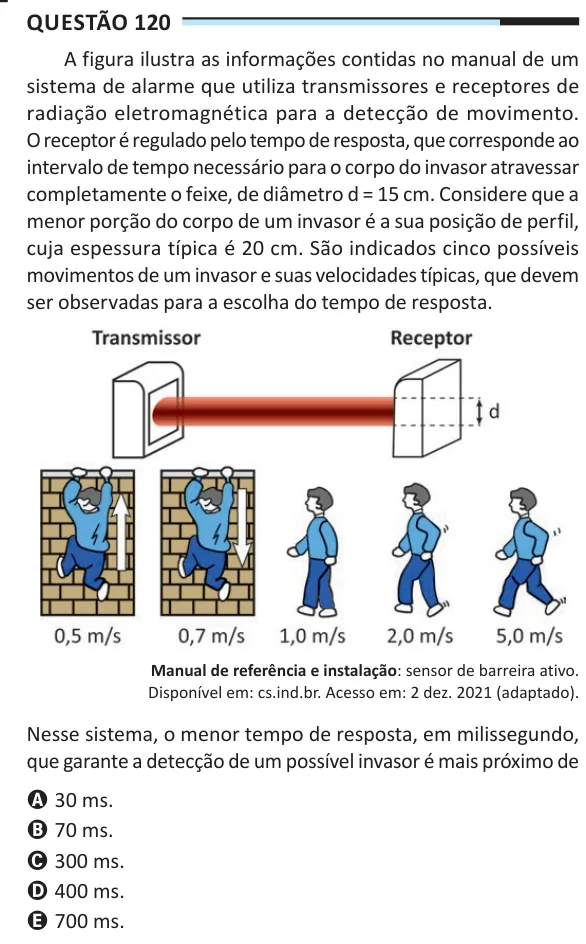 QUESTÃO 120
A figura ilustra as informações contidas no manual de um
sistema de alarme que utiliza transmissores e receptores de
radiação eletromagnética para a detecção de movimento.
O receptor é regulado pelo tempo de resposta, que corresponde ao
intervalo de tempo necessário para o corpo do invasor atravessar
completamente o feixe, de diâmetro d = 15 cm. Considere que a
menor porção do corpo de um invasor é a sua posição de perfil,
cuja espessura típica é 20 cm. São indicados cinco possíveis
movimentos de um invasor e suas velocidades típicas, que devem
ser observadas para a escolha do tempo de resposta.
Transmissor Receptor
d
0,5 m/s 0,7 m/s 1,0 m/s 2,0 m/s 5,0 m/s
Manual de referência e instalação: sensor de barreira ativo.
Disponível em: cs.ind.br. Acesso em: 2 dez. 2021 (adaptado).
Nesse sistema, o menor tempo de resposta, em milissegundo,
que garante a detecção de um possível invasor é mais próximo de
A 30 ms.
B 70 ms.
C 300 ms.
D 400 ms.
E 700 ms.